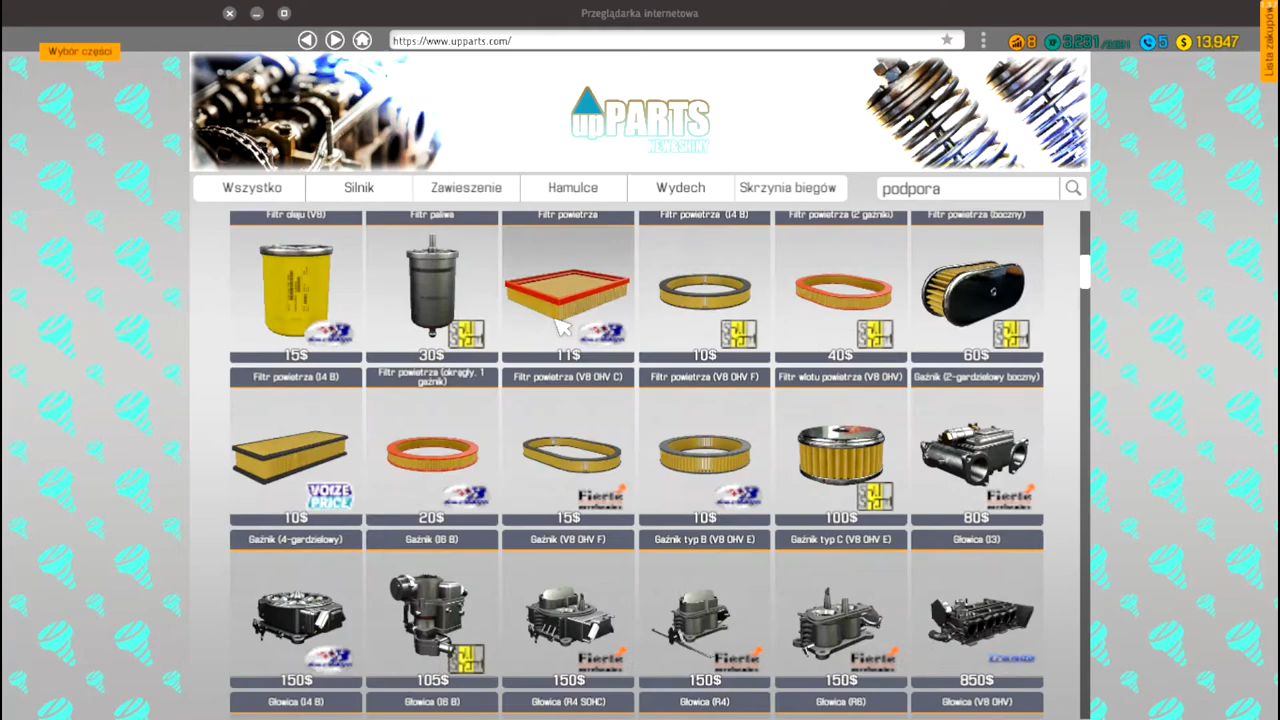 Przeglądarka internetowa
https://www.upparts.com/
Wybór części
8
3.231
5
13.947
Lista zakupów
upPARTS
NEW&SHINY
Wszystko
Silnik
Zawieszenie
Hamulce
Wydech
Skrzynia biegów
podpora
Filtr oleju (V8)
Filtr paliwa
Filtr powietrza
Filtr powietrza (I4 B)
Filtr powietrza (2 gaźniki)
Filtr powietrza (boczny)
15$
30$
11$
10$
40$
60$
Filtr powietrza (I4 B)
Filtr powietrza (okrągły, 1 gaźnik)
Filtr powietrza (V8 OHV C)
Filtr powietrza (V8 OHV F)
Filtr wlotu powietrza (V8 OHV)
Gaźnik (2-gardzielowy boczny)
VOIZE
PRICE
Fierte
10$
20$
15$
10$
100$
80$
Gaźnik (4-gardzielowy)
Gaźnik (I6 B)
Gaźnik (V8 OHV F)
Gaźnik typ B (V8 OHV E)
Gaźnik typ C (V8 OHV E)
Głowica (I3)
Fierte
Fierte
Fierte
150$
105$
150$
150$
150$
850$
Głowica (I4 B)
Głowica (I6 B)
Głowica (R4 SOHC)
Głowica (R4)
Głowica (R6)
Głowica (V8 OHV)